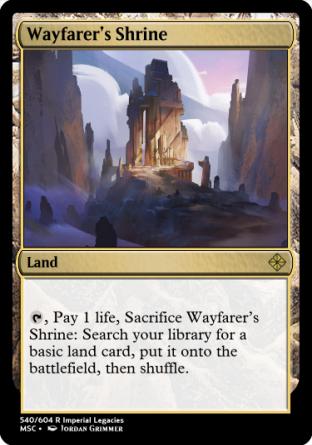 Wayfarer's Shrine
Land
, Pay 1 life, Sacrifice Wayfarer's
Shrine: Search your library for a
basic land card, put it onto the
battlefield, then shuffle.
540/604 R Imperial Legacies
MSC • Jordan Grimmer